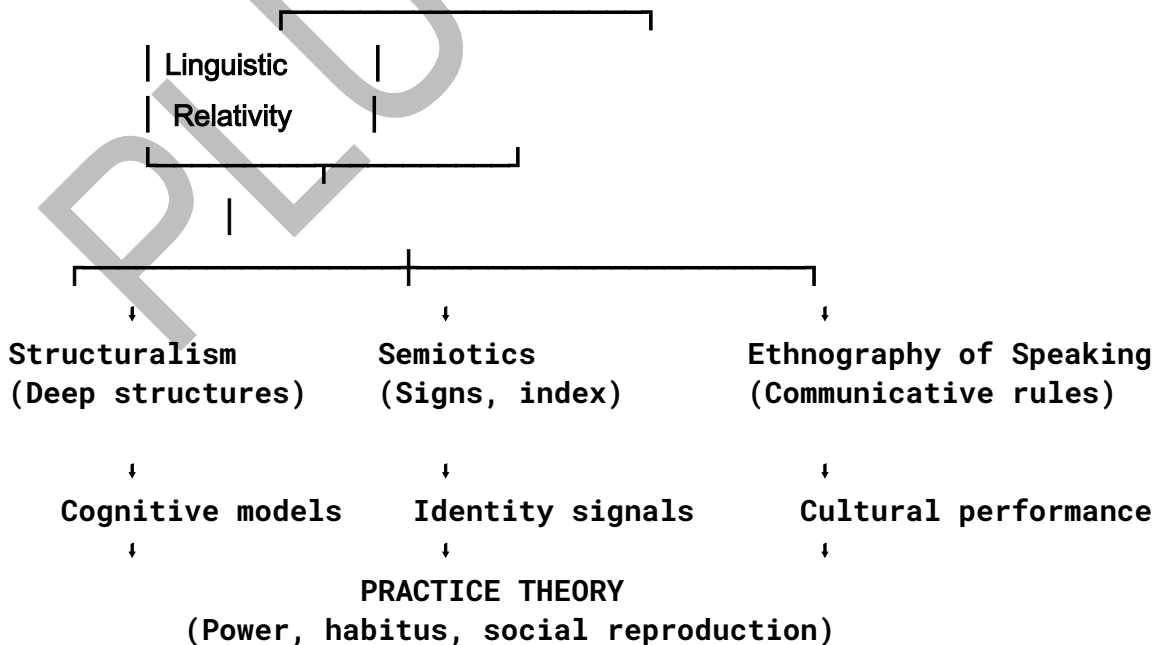 Linguistic
Relativity
Structuralism Semiotics Ethnography of Speaking
(Deep structures) (Signs, index) (Communicative rules)
Cognitive models Identity signals Cultural performance
PRACTICE THEORY
(Power, habitus, social reproduction)